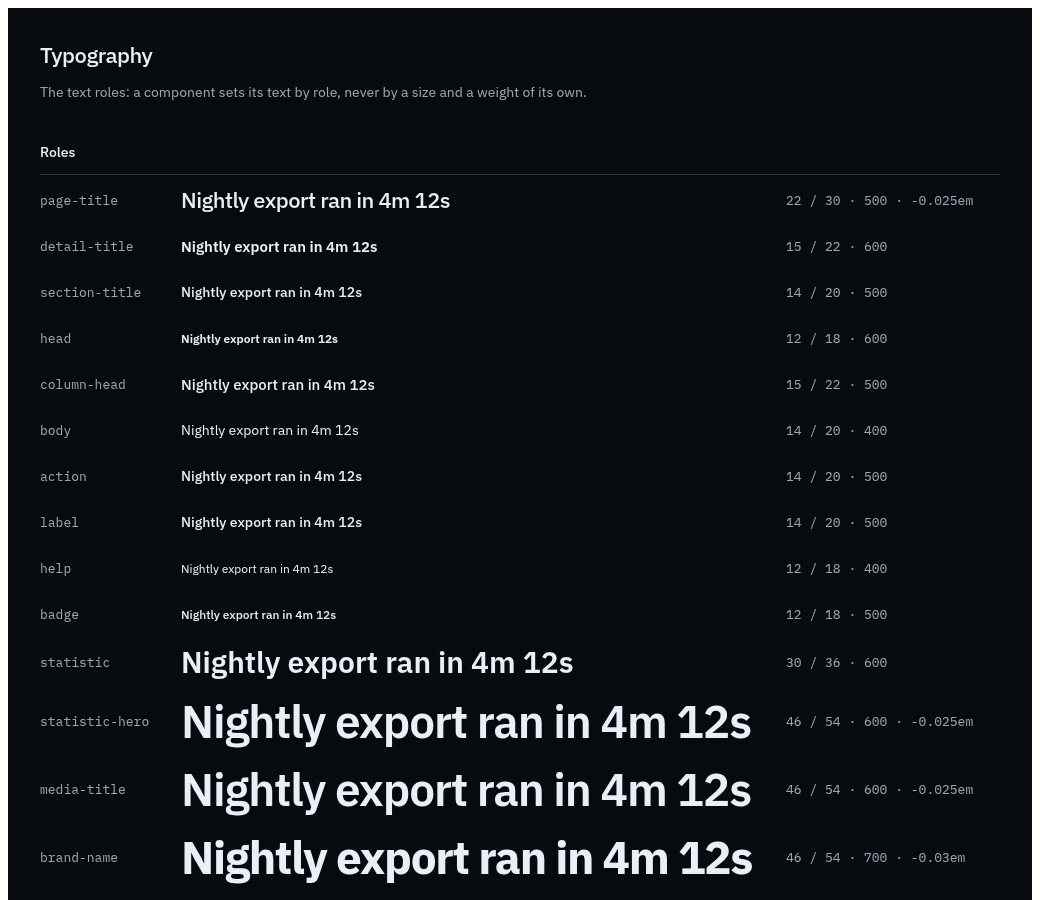 Typography
The text roles: a component sets its text by role, never by a size and a weight of its own.
Roles
page-title Nightly export ran in 4m 12s 22 / 30 · 500 · -0.025em
detail-title Nightly export ran in 4m 12s 15 / 22 · 600
section-title Nightly export ran in 4m 12s 14 / 20 · 500
head Nightly export ran in 4m 12s 12 / 18 · 600
column-head Nightly export ran in 4m 12s 15 / 22 · 500
body Nightly export ran in 4m 12s 14 / 20 · 400
action Nightly export ran in 4m 12s 14 / 20 · 500
label Nightly export ran in 4m 12s 14 / 20 · 500
help Nightly export ran in 4m 12s 12 / 18 · 400
badge Nightly export ran in 4m 12s 12 / 18 · 500
statistic Nightly export ran in 4m 12s 30 / 36 · 600
statistic-hero Nightly export ran in 4m 12s 46 / 54 · 600 · -0.025em
media-title Nightly export ran in 4m 12s 46 / 54 · 600 · -0.025em
brand-name Nightly export ran in 4m 12s 46 / 54 · 700 · -0.03em